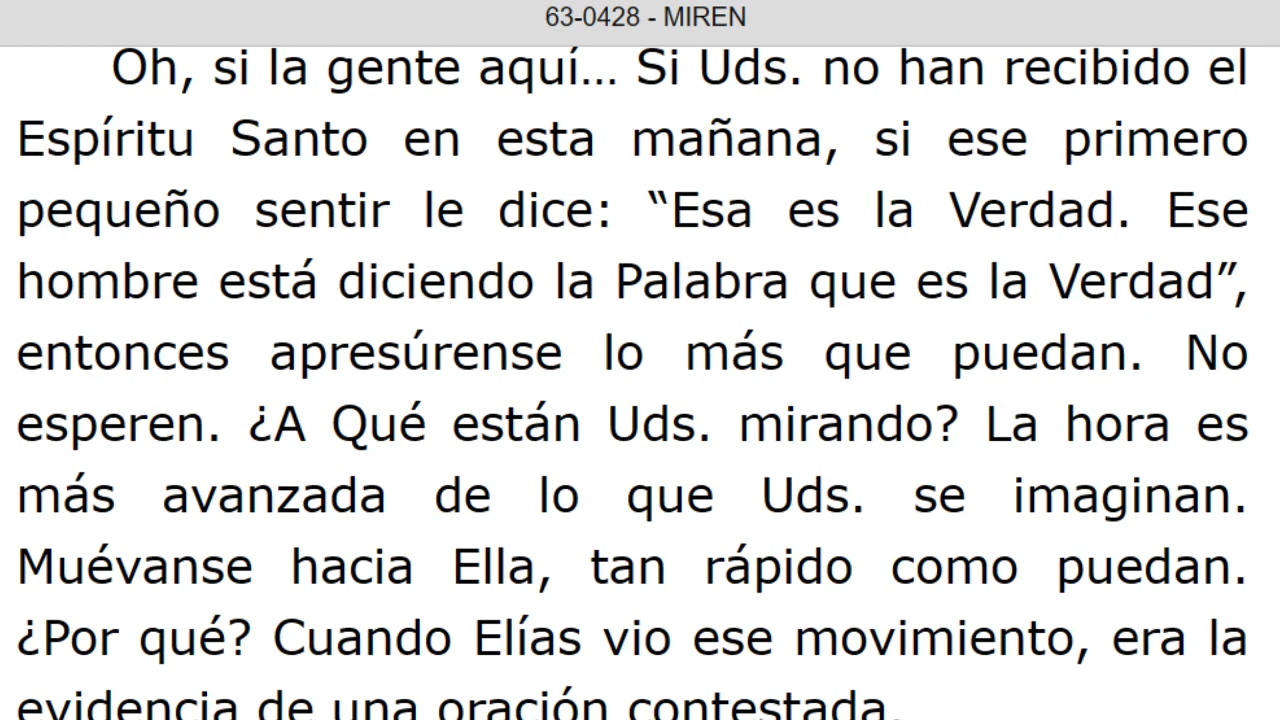 63-0428 - MIREN
Oh, si la gente aquí... Si Uds. no han recibido el
Espíritu Santo en esta mañana, si ese primero
pequeño sentir le dice: “Esa es la Verdad. Ese
hombre está diciendo la Palabra que es la Verdad”,
entonces apresúrense lo más que puedan. No
esperen. ¿A Qué están Uds. mirando? La hora es
más avanzada de lo que Uds. se imaginan.
Muévanse hacia Ella, tan rápido como puedan.
¿Por qué? Cuando Elías vio ese movimiento, era la
evidencia de una oración contestada.